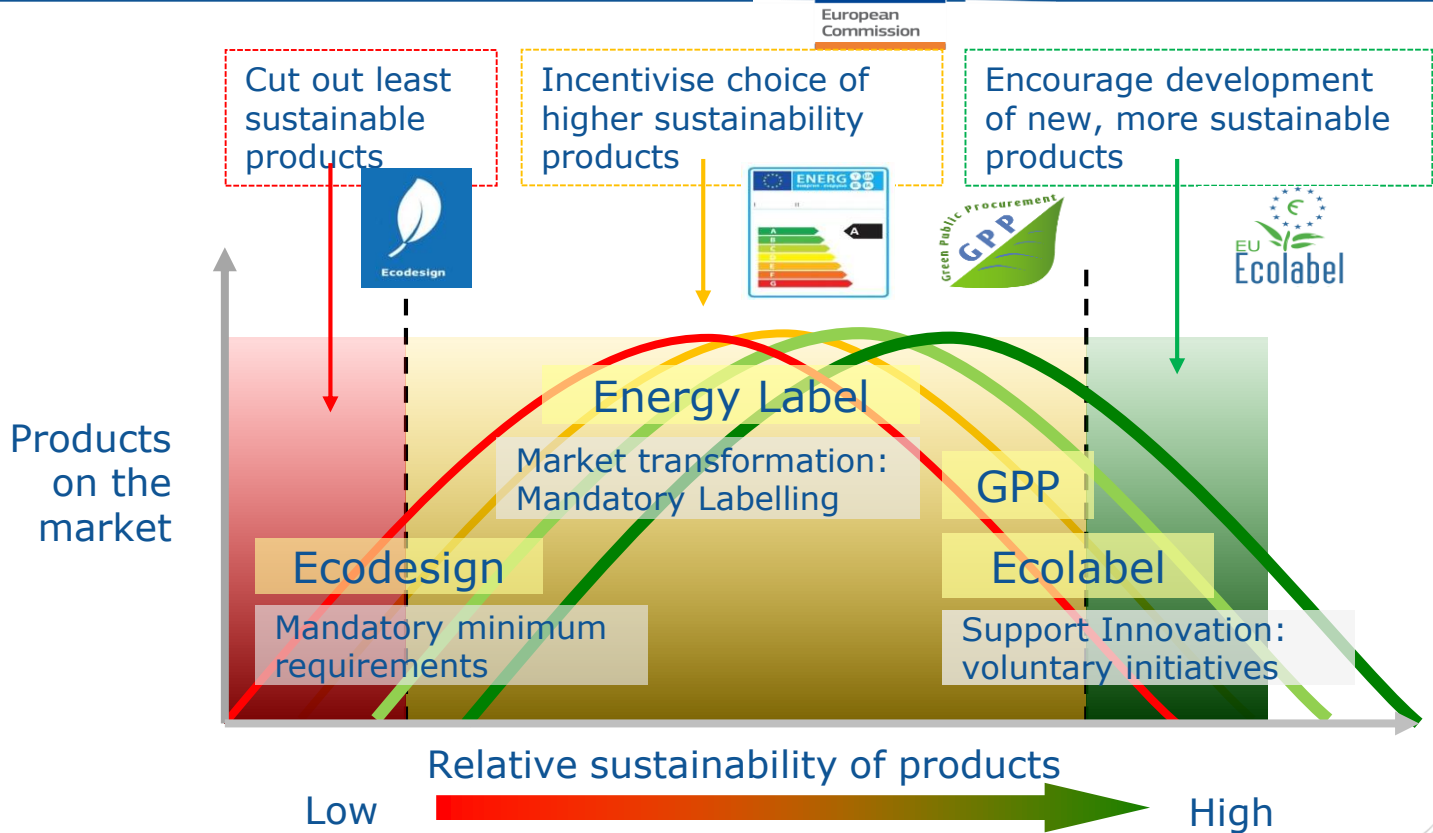 European
Commission
Cut out least
sustainable
products
Incentivise choice of
higher sustainability
products
Encourage development
of new, more sustainable
products
Ecodesign
ENERG
A
B
C
D
E
F
G
A
Green Public Procurement
GPP
EU
Ecolabel
Products
on the
market
Energy Label
Market transformation:
Mandatory Labelling
GPP
Ecodesign
Ecolabel
Mandatory minimum
requirements
Support Innovation:
voluntary initiatives
Relative sustainability of products
Low
High